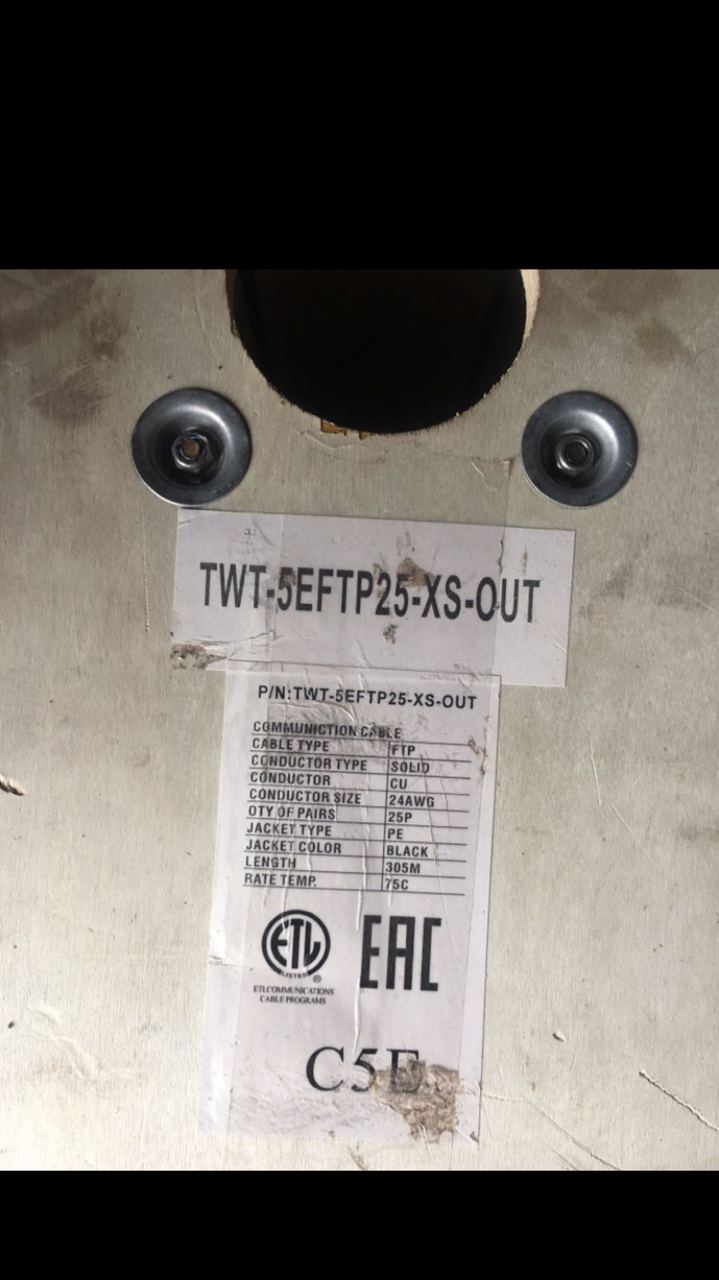 TWT-5EFTP25-XS-OUT
P/N:TWT-5EFTP25-XS-OUT
COMMUNICTION CABLE
CABLE TYPE FTP
CONDUCTOR TYPE SOLID
CONDUCTOR CU
CONDUCTOR SIZE 24AWG
QTY OF PAIRS 25P
JACKET TYPE PE
JACKET COLOR BLACK
LENGTH 305M
RATE TEMP. 75C
ETL EAC
LISTED ®
ETLCOMMUNICATIONS
CABLE PROGRAMS
C5E